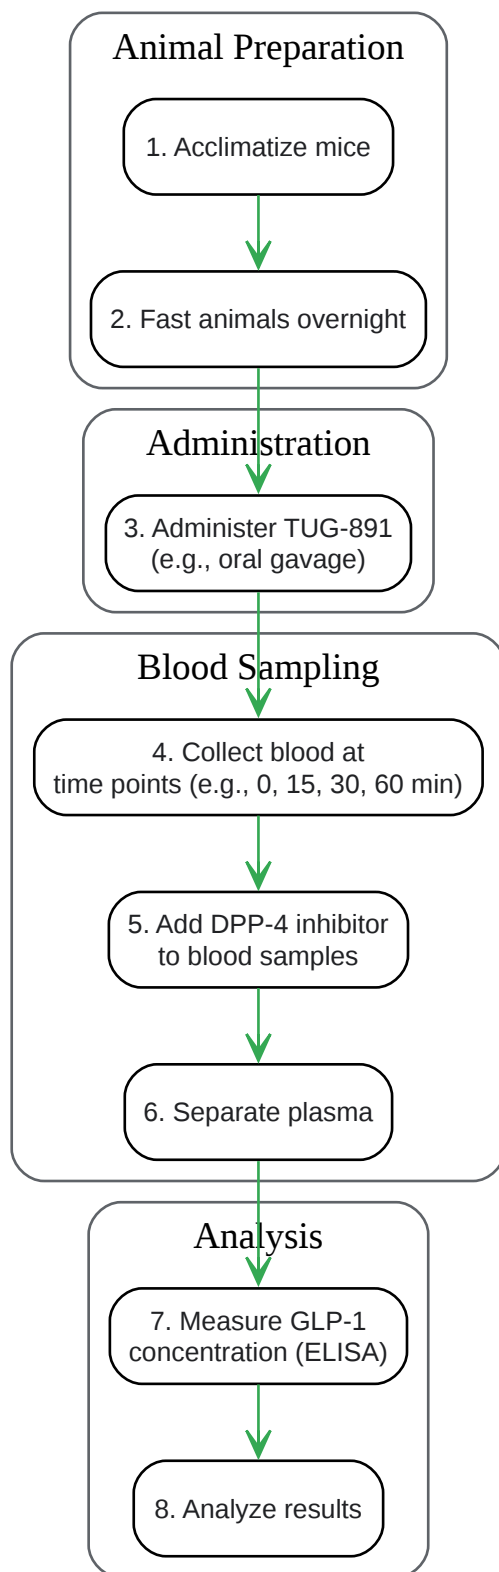 Animal Preparation
1. Acclimatize mice
2. Fast animals overnight
Administration
3. Administer TUG-891
(e.g., oral gavage)
Blood Sampling
4. Collect blood at
time points (e.g., 0, 15, 30, 60 min)
5. Add DPP-4 inhibitor
to blood samples
6. Separate plasma
Analysis
7. Measure GLP-1
concentration (ELISA)
8. Analyze results